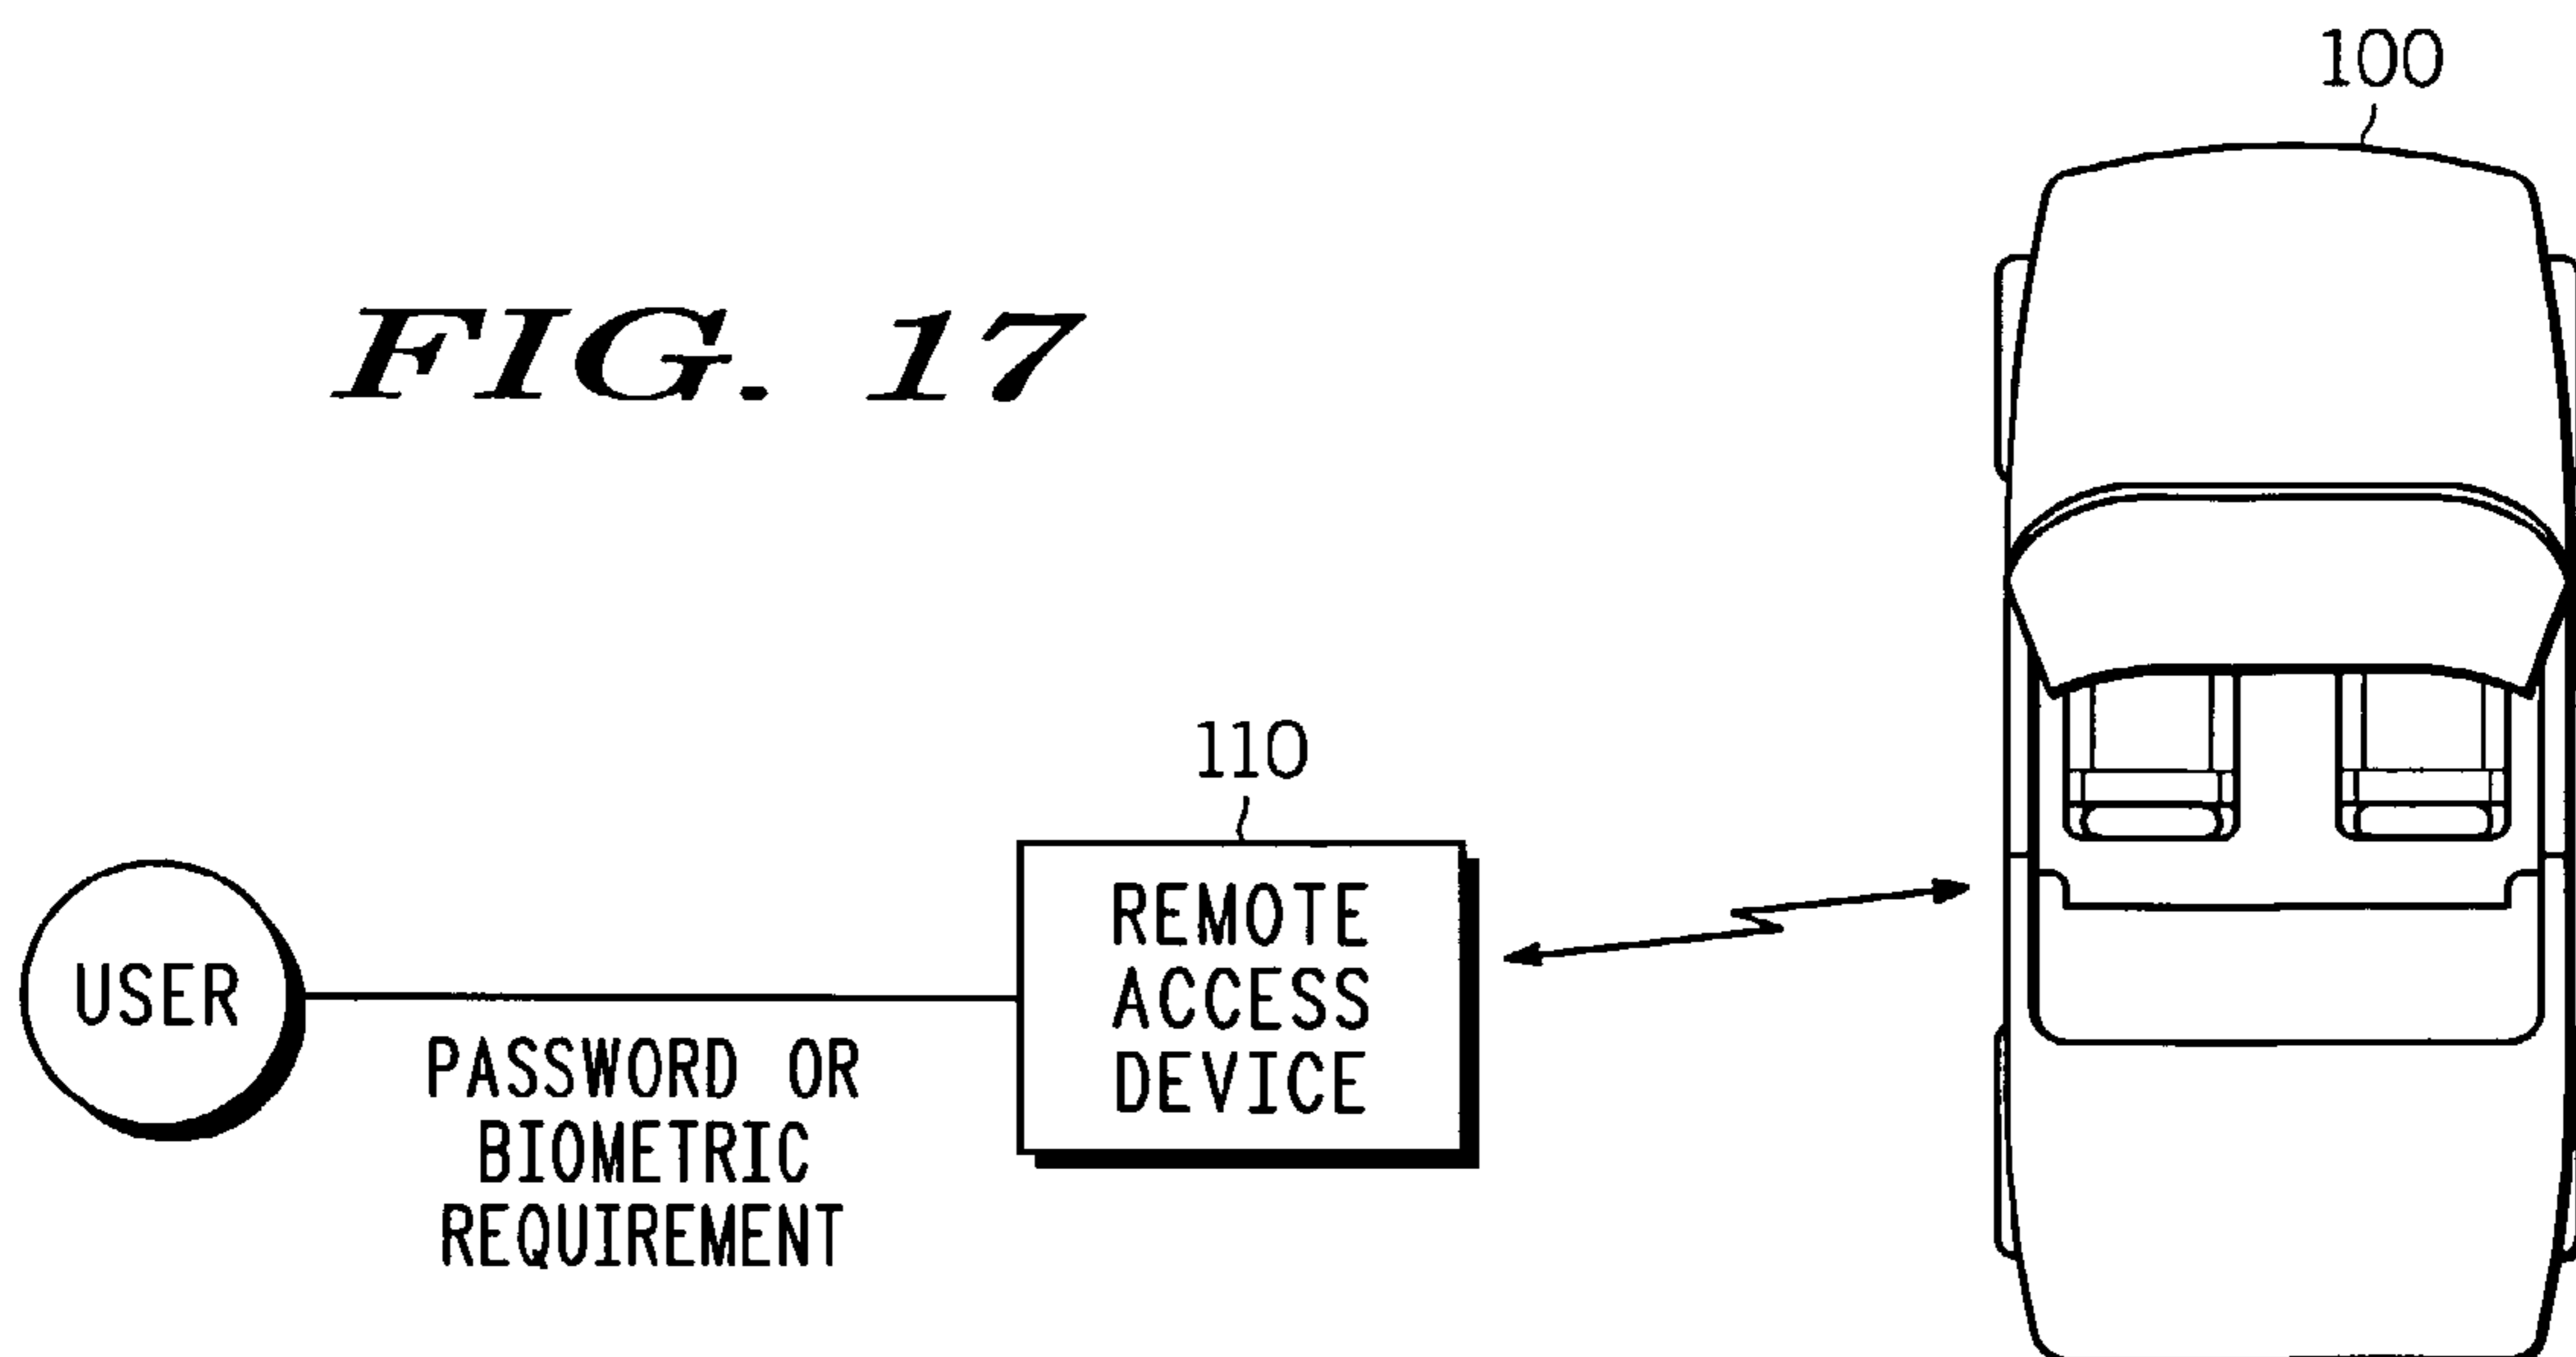 100
FIG. 17
110
REMOTE
ACCESS
DEVICE
USER
PASSWORD OR
BIOMETRIC
REQUIREMENT